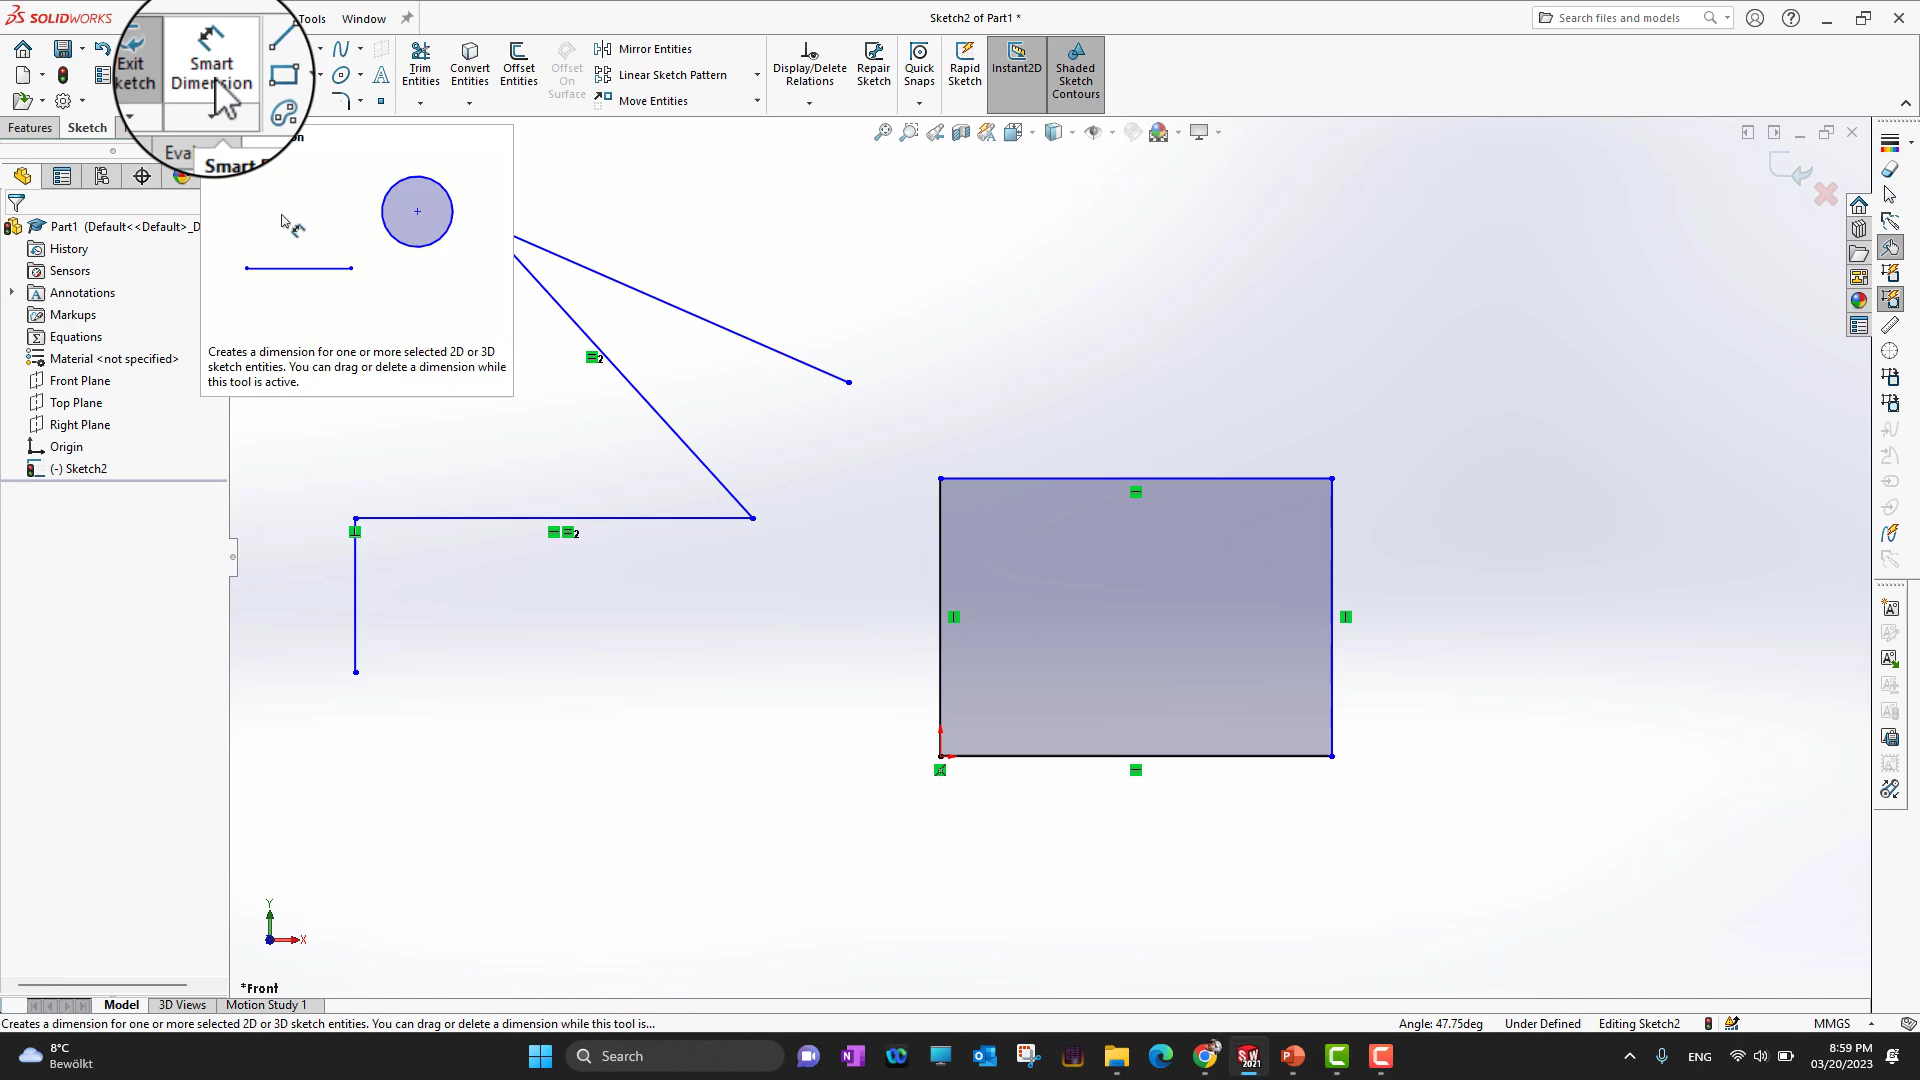 SOLIDWORKS
Tools
Window
Sketch2 of Part1 *
Search files and models
Exit
Smart
Dimension
Trim
Entities
Convert
Entities
Offset
Entities
Offset
On
Surface
Mirror Entities
Linear Sketch Pattern
Move Entities
Display/Delete
Relations
Repair
Sketch
Quick
Snaps
Rapid
Sketch
Instant2D
Shaded
Sketch
Contours
Features
Sketch
Part1 (Default<<Default>_D
History
Sensors
Annotations
Markups
Equations
Material <not specified>
Front Plane
Top Plane
Right Plane
Origin
(-) Sketch2
Creates a dimension for one or more selected 2D or 3D
sketch entities. You can drag or delete a dimension while
this tool is active.
2
2
Y
X
*Front
Model
3D Views
Motion Study 1
Creates a dimension for one or more selected 2D or 3D sketch entities. You can drag or delete a dimension while this tool is...
Angle: 47.75deg
Under Defined
Editing Sketch2
MMGS
8°C
Bewölkt
Search
SW
2021
ENG
8:59 PM
03/20/2023